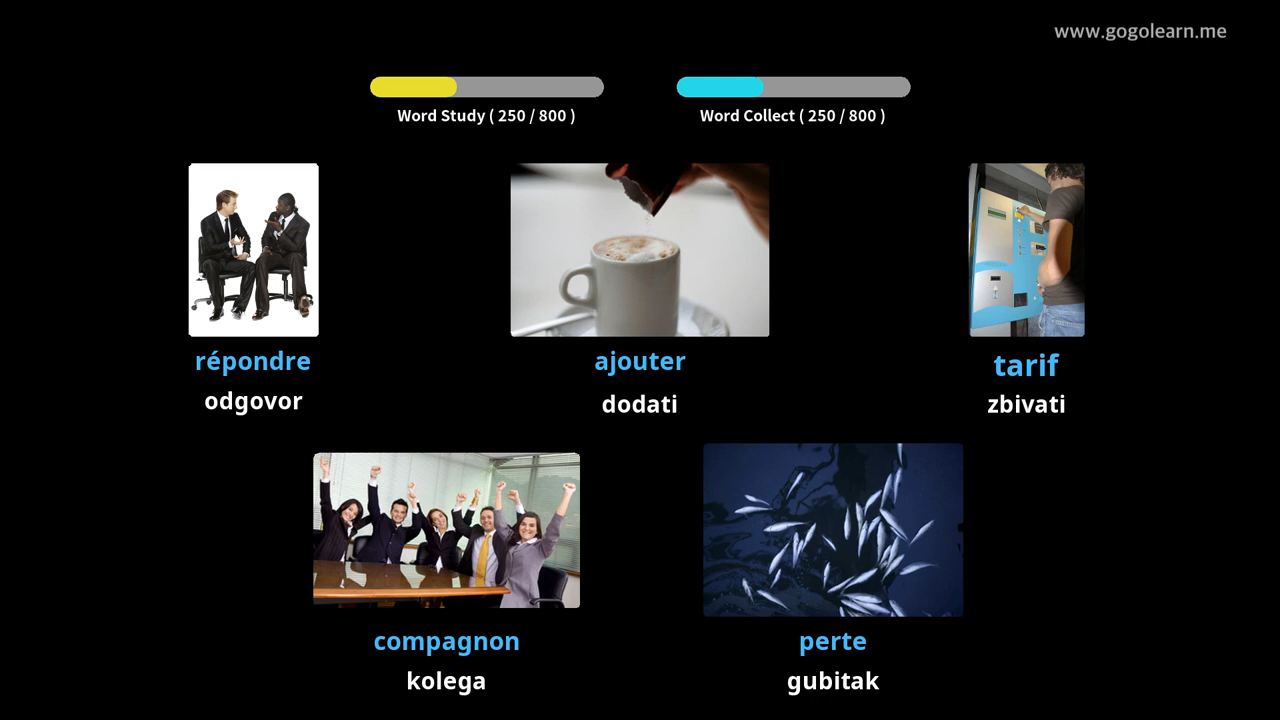 www.gogolearn.me
Word Study ( 250 / 800 )
Word Collect ( 250 / 800 )
répondre
odgovor
ajouter
dodati
tarif
zbivati
compagnon
kolega
perte
gubitak